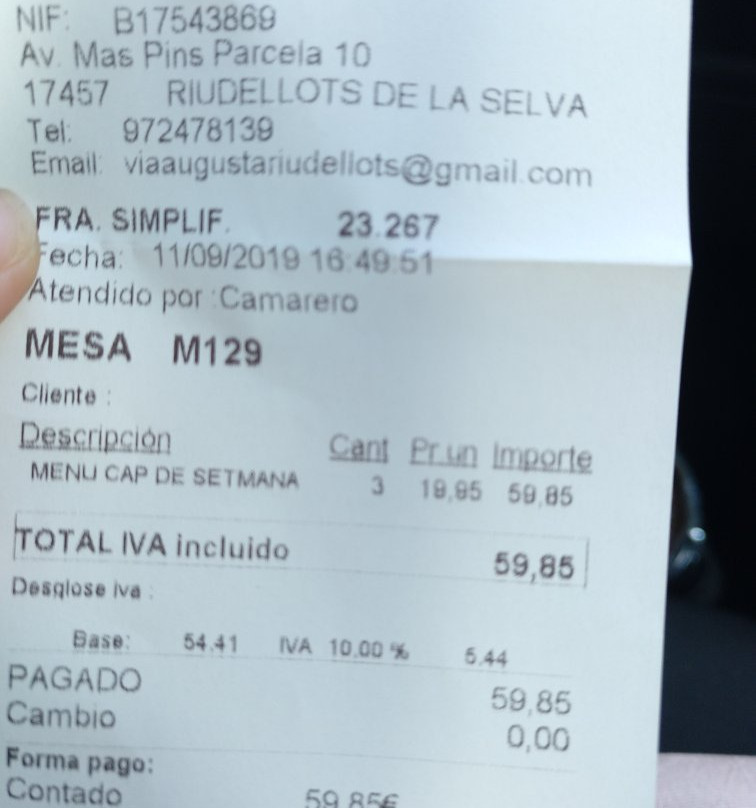 NIF: B17543869
Av. Mas Pins Parcela 10
17457 RIUDELLOTS DE LA SELVA
Tel: 972478139
Email: viaaugustariudellots@gmail.com
FRA. SIMPLIF. 23.267
Fecha: 11/09/2019 16:49:51
Atendido por :Camarero
MESA M129
Cliente :
Descripción Cant Pr.un Importe
MENU CAP DE SETMANA 3 19,95 59,85
TOTAL IVA incluido 59,85
Desglose iva :
Base: 54.41 IVA 10.00 % 5.44
PAGADO 59,85
Cambio 0,00
Forma pago:
Contado 59,85€